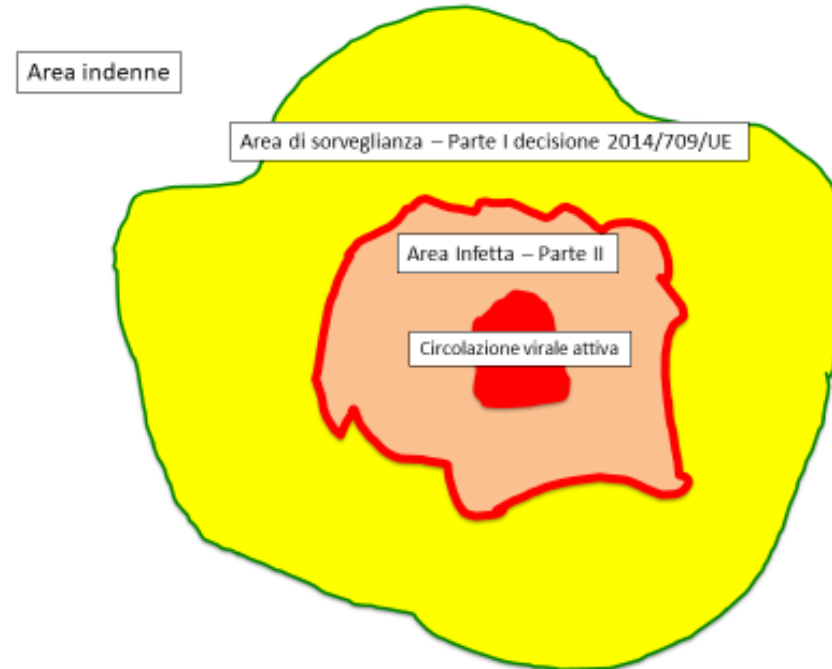 Area indenne
Area di sorveglianza – Parte I decisione 2014/709/UE
Area Infetta – Parte II
Circolazione virale attiva